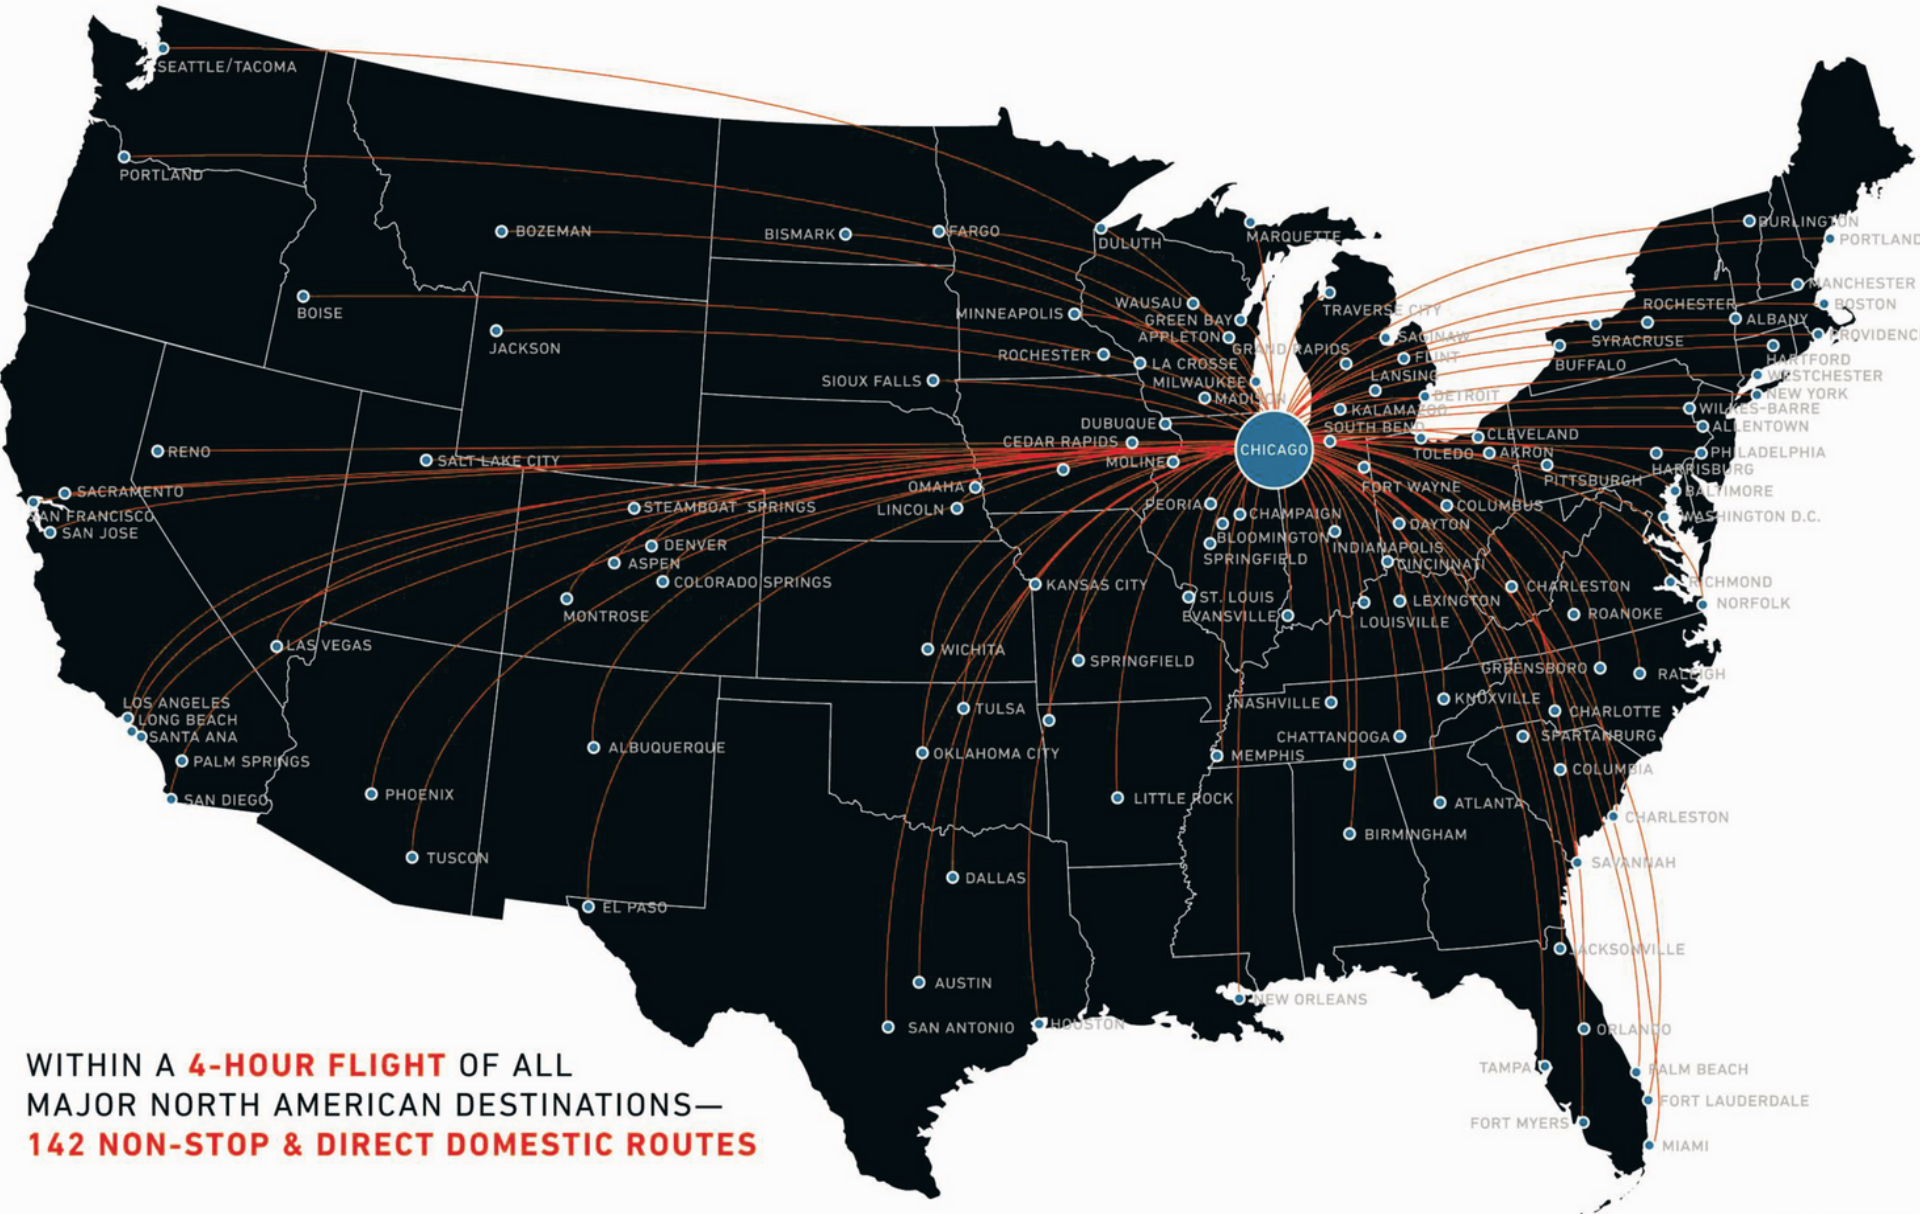 SEATTLE/TACOMA
PORTLAND
BOZEMAN
BISMARK
FARGO
DULUTH
MARQUETTE
BURLINGTON
PORTLAND
BOISE
JACKSON
MINNEAPOLIS
WAUSAU
GREEN BAY
APPLETON
TRAVERSE CITY
SAGINAW
ROCHESTER
MANCHESTER
BOSTON
ALBANY
PROVIDENCE
SYRACUSE
BUFFALO
HARTFORD
ROCHESTER
LA CROSSE
GRAND RAPIDS
FLINT
LANSING
WESTCHESTER
NEW YORK
SIOUX FALLS
MILWAUKEE
MADISON
DETROIT
KALAMAZOO
WILKES-BARRE
ALLENTOWN
DUBUQUE
SOUTH BEND
CEDAR RAPIDS
CHICAGO
CLEVELAND
TOLEDO
AKRON
PHILADELPHIA
HARRISBURG
RENO
SALT LAKE CITY
MOLINE
PITTSBURGH
SACRAMENTO
SAN FRANCISCO
SAN JOSE
STEAMBOAT SPRINGS
OMAHA
LINCOLN
FORT WAYNE
BALTIMORE
PEORIA
CHAMPAIGN
COLUMBUS
DAYTON
WASHINGTON D.C.
BLOOMINGTON
INDIANAPOLIS
DENVER
ASPEN
COLORADO SPRINGS
MONTROSE
SPRINGFIELD
CINCINNATI
KANSAS CITY
ST. LOUIS
EVANSVILLE
LEXINGTON
LOUISVILLE
CHARLESTON
ROANOKE
RICHMOND
NORFOLK
LAS VEGAS
WICHITA
SPRINGFIELD
GREENSBORO
RALEIGH
LOS ANGELES
LONG BEACH
SANTA ANA
TULSA
NASHVILLE
KNOXVILLE
CHARLOTTE
CHATTANOOGA
SPARTANBURG
PALM SPRINGS
ALBUQUERQUE
OKLAHOMA CITY
MEMPHIS
COLUMBIA
SAN DIEGO
PHOENIX
LITTLE ROCK
ATLANTA
CHARLESTON
BIRMINGHAM
TUSCON
DALLAS
SAVANNAH
EL PASO
JACKSONVILLE
AUSTIN
NEW ORLEANS
SAN ANTONIO
HOUSTON
ORLANDO
TAMPA
PALM BEACH
FORT LAUDERDALE
FORT MYERS
MIAMI
WITHIN A 4-HOUR FLIGHT OF ALL
MAJOR NORTH AMERICAN DESTINATIONS—
142 NON-STOP & DIRECT DOMESTIC ROUTES